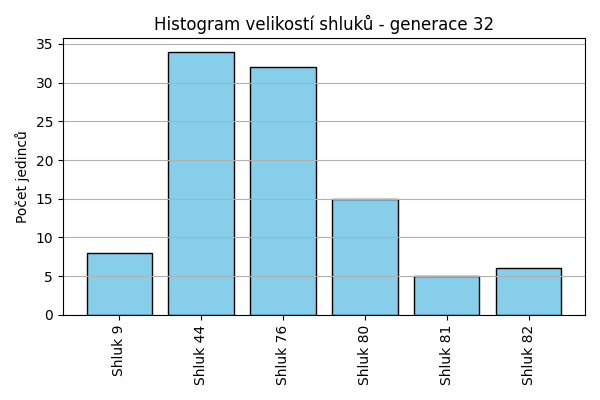 Histogram velikostí shluků - generace 32
Počet jedinců
35
30
25
20
15
10
5
0
Shluk 9
Shluk 44
Shluk 76
Shluk 80
Shluk 81
Shluk 82